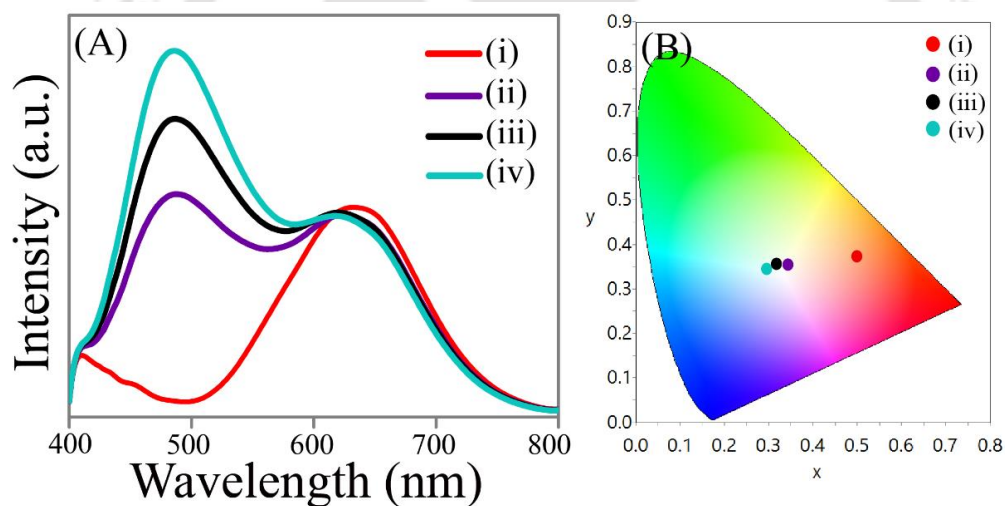 (A)
(i)
(ii)
(iii)
(iv)
Intensity (a.u.)
400
500
600
700
800
Wavelength (nm)
(B)
(i)
(ii)
(iii)
(iv)
0.9
0.8
0.7
0.6
0.5
y
0.4
0.3
0.2
0.1
0.0
0.0 0.1 0.2 0.3 0.4 0.5 0.6 0.7 0.8
x